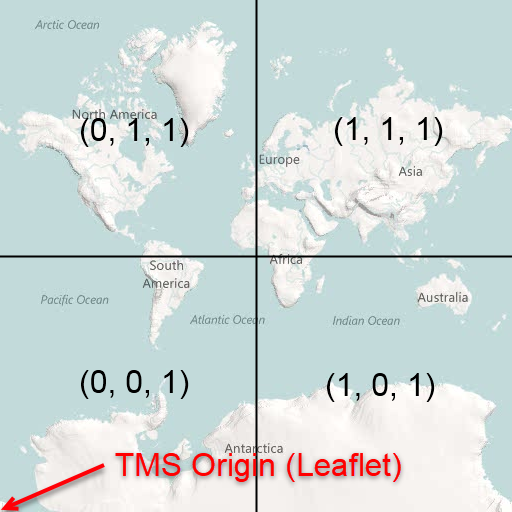 Arctic Ocean
North America
(0, 1, 1)
(1, 1, 1)
Europe
Asia
Africa
South
America
Pacific Ocean
Atlantic Ocean
Indian Ocean
Australia
(0, 0, 1)
(1, 0, 1)
Antarctica
TMS Origin (Leaflet)